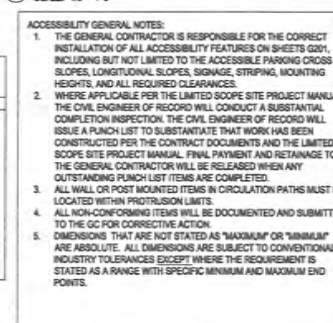 ACCESSIBILITY GENERAL NOTES:
1. THE GENERAL CONTRACTOR IS RESPONSIBLE FOR THE CORRECT
INSTALLATION OF ALL ACCESSIBILITY FEATURES ON SHEETS G201,
INCLUDING BUT NOT LIMITED TO THE ACCESSIBLE PARKING CROSS
SLOPES, LONGITUDINAL SLOPES, SIGNAGE, STRIPING, MOUNTING
HEIGHTS, AND ALL REQUIRED CLEARANCES.
2. WHERE APPLICABLE PER THE LIMITED SCOPE SITE PROJECT MANU
THE CIVIL ENGINEER OF RECORD WILL CONDUCT A SUBSTANTIAL
COMPLETION INSPECTION. THE CIVIL ENGINEER OF RECORD WILL
ISSUE A PUNCH LIST TO SUBSTANTIATE THAT WORK HAS BEEN
CONSTRUCTED PER THE CONTRACT DOCUMENTS AND THE LIMITED
SCOPE SITE PROJECT MANUAL. FINAL PAYMENT AND RETAINAGE TO
THE GENERAL CONTRACTOR WILL BE RELEASED WHEN ANY
OUTSTANDING PUNCH LIST ITEMS ARE COMPLETED.
3. ALL WALL OR POST MOUNTED ITEMS IN CIRCULATION PATHS MUST
LOCATED WITHIN PROTRUSION LIMITS.
4. ALL NON-CONFORMING ITEMS WILL BE DOCUMENTED AND SUBMITT
TO THE GC FOR CORRECTIVE ACTION.
5. DIMENSIONS THAT ARE NOT STATED AS "MAXIMUM" OR "MINIMUM"
ARE ABSOLUTE. ALL DIMENSIONS ARE SUBJECT TO CONVENTIONAL
INDUSTRY TOLERANCES EXCEPT WHERE THE REQUIREMENT IS
STATED AS A RANGE WITH SPECIFIC MINIMUM AND MAXIMUM END
POINTS.